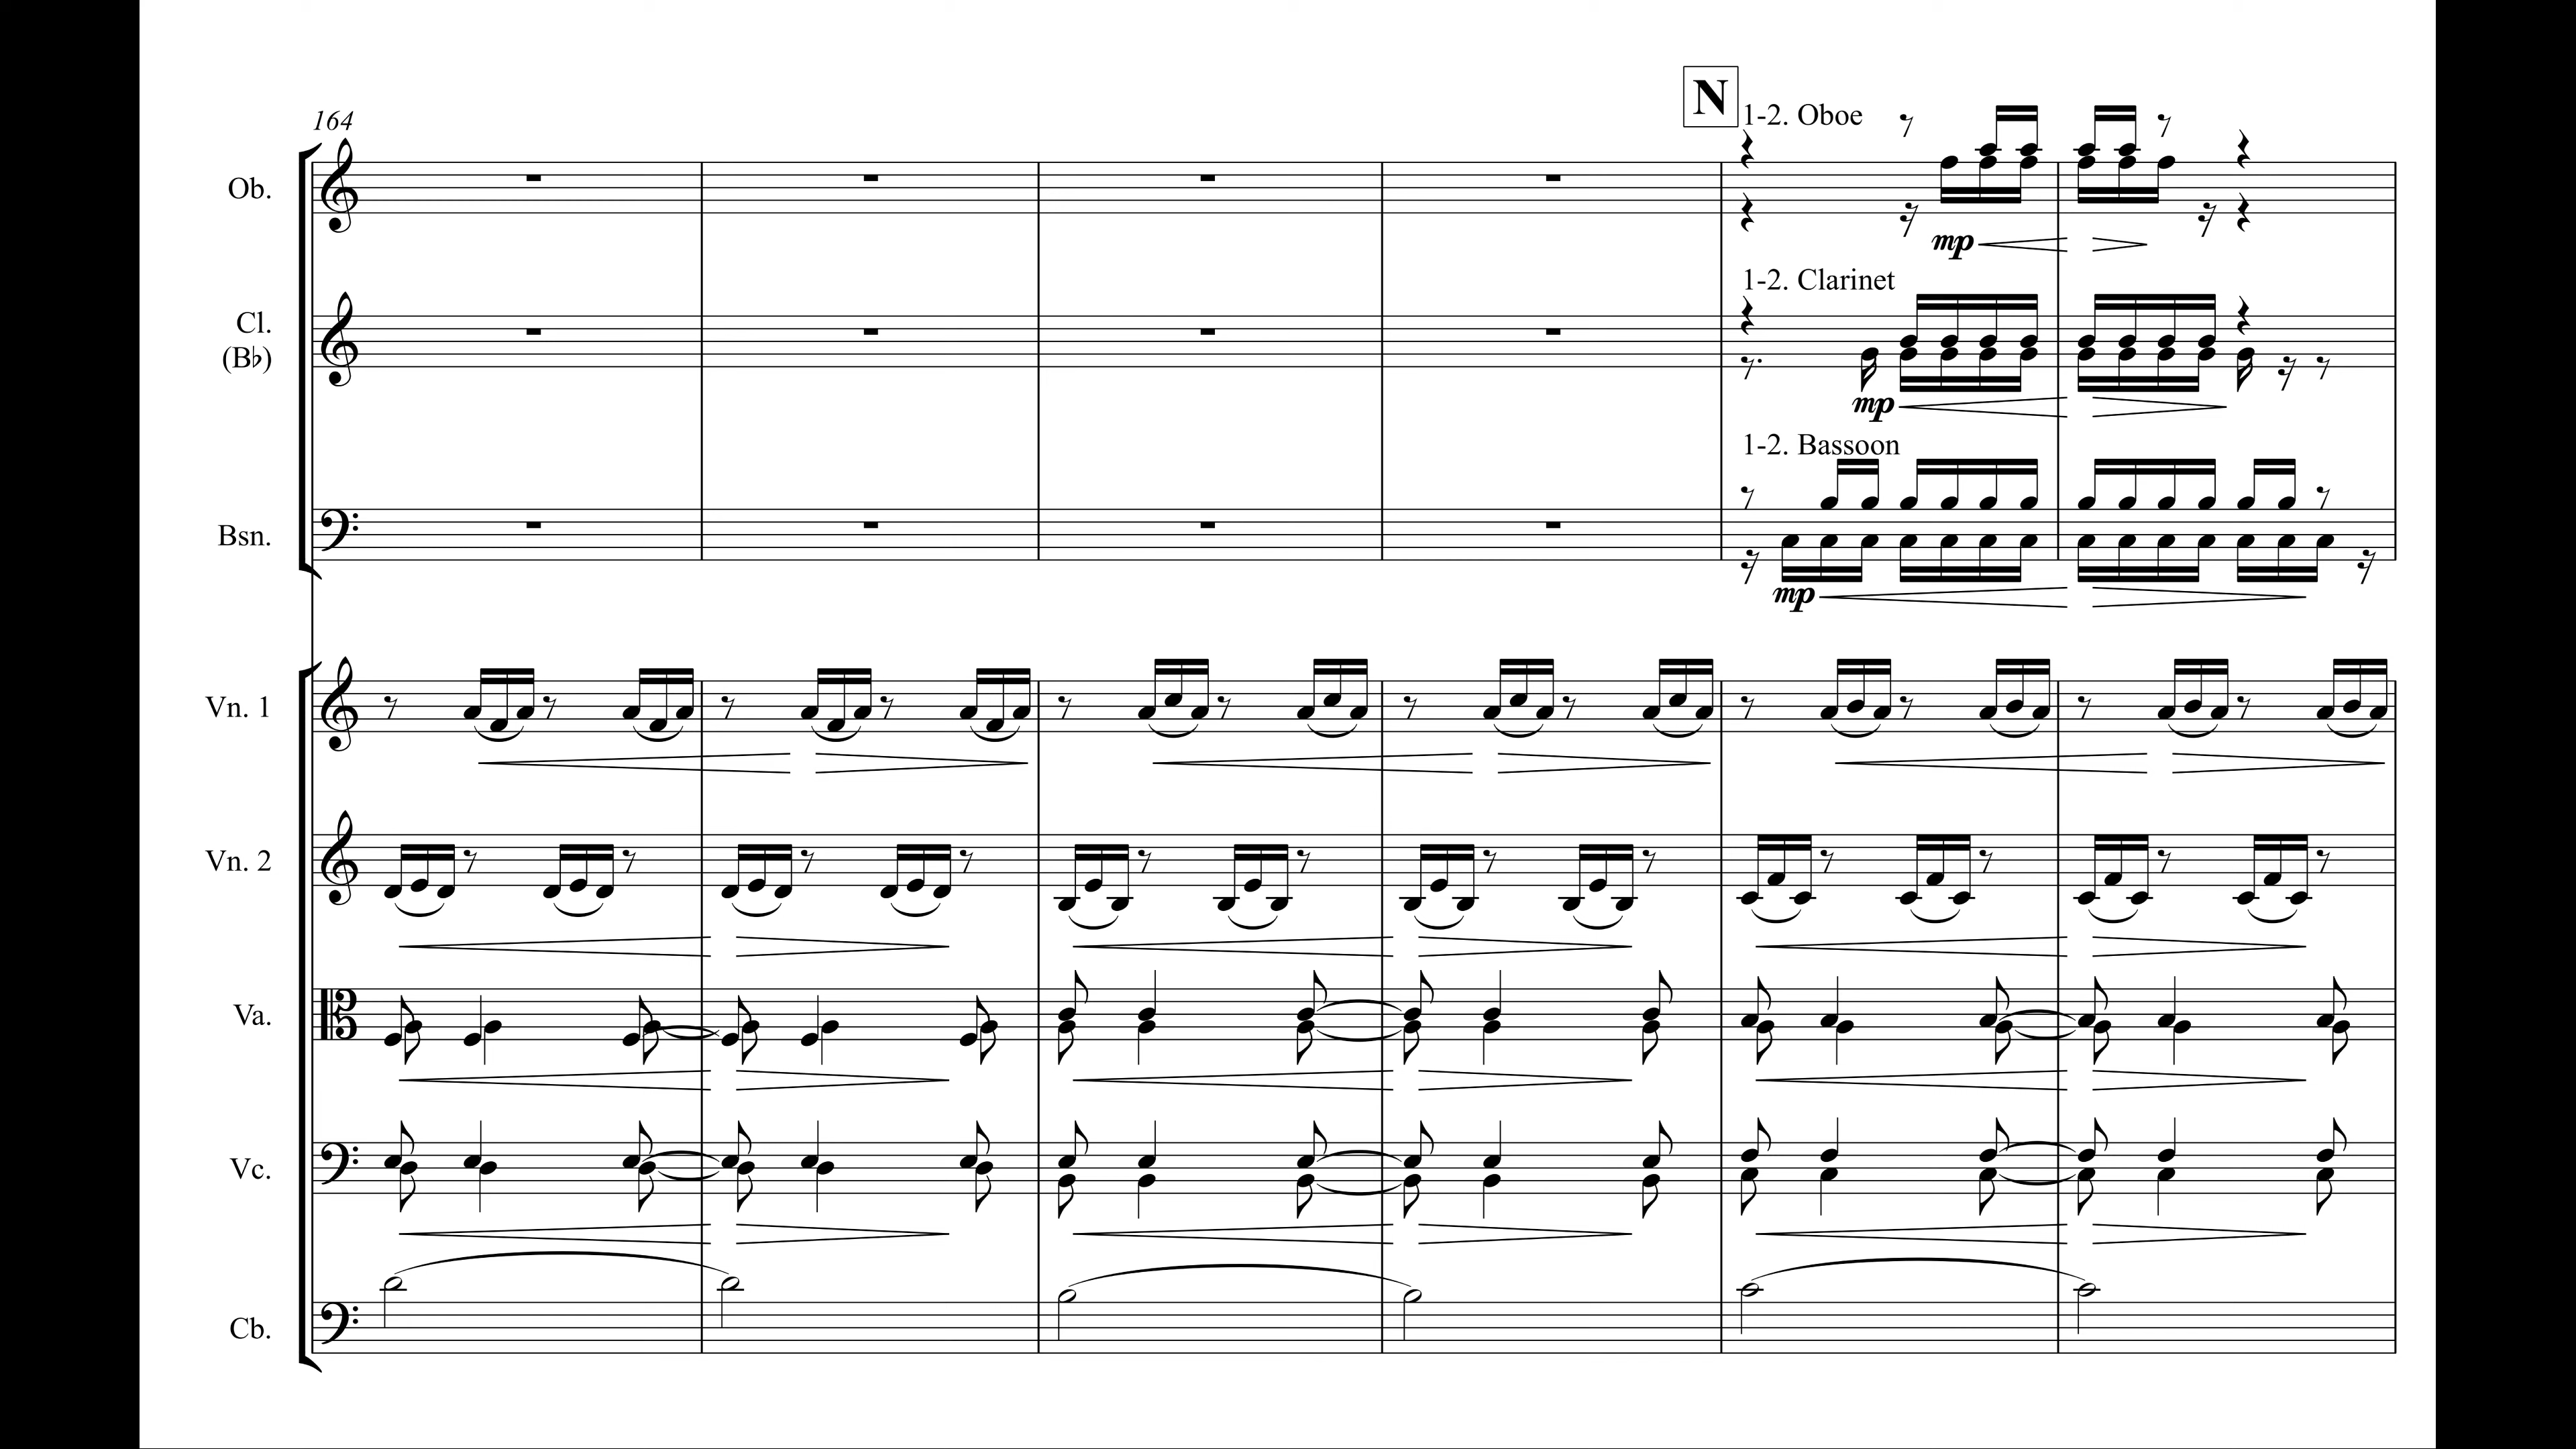 N
164
1-2. Oboe
Ob.
mp
1-2. Clarinet
Cl.
(B♭)
mp
1-2. Bassoon
Bsn.
mp
Vn. 1
Vn. 2
Va.
Vc.
Cb.